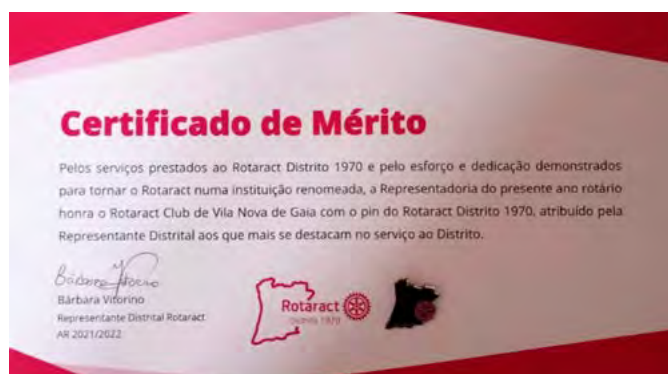 Certificado de Mérito
Pelos serviços prestados ao Rotaract Distrito 1970 e pelo esforço e dedicação demonstrados
para tornar o Rotaract numa instituição renomeada, a Representadoria do presente ano rotário
honra o Rotaract Club de Vila Nova de Gaia com o pin do Rotaract Distrito 1970, atribuído pela
Representante Distrital aos que mais se destacam no serviço ao Distrito.
Bárbara Vitorino
Bárbara Vitorino
Representante Distrital Rotaract
AR 2021/2022
Rotaract
Distrito 1970